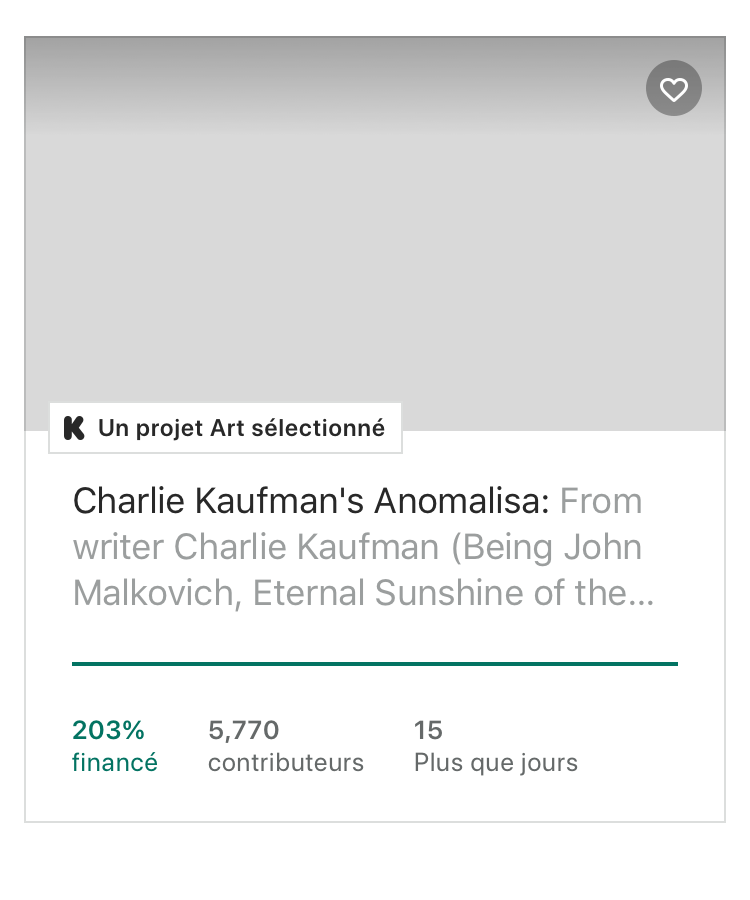 Un projet Art sélectionné
Charlie Kaufman's Anomalisa: From
writer Charlie Kaufman (Being John
Malkovich, Eternal Sunshine of the...
203% 5,770 15
financé contributeurs Plus que jours